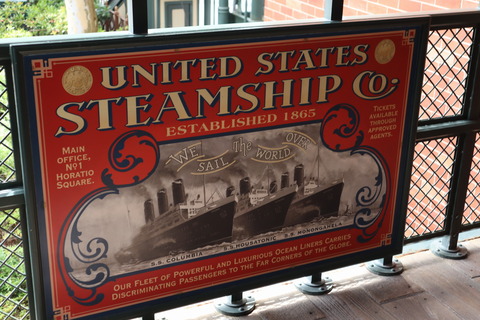 UNITED STATES
STEAMSHIP CO.
ESTABLISHED 1865
MAIN
OFFICE,
Nº1
HORATIO
SQUARE.
TICKETS
AVAILABLE
THROUGH
APPROVED
AGENTS.
WE SAIL The WORLD OVER
S.S. COLUMBIA S.S. HOUSATONIC S.S. MONONGAHELA
OUR FLEET OF POWERFUL AND LUXURIOUS OCEAN LINERS CARRIES
DISCRIMINATING PASSENGERS TO THE FAR CORNERS OF THE GLOBE.